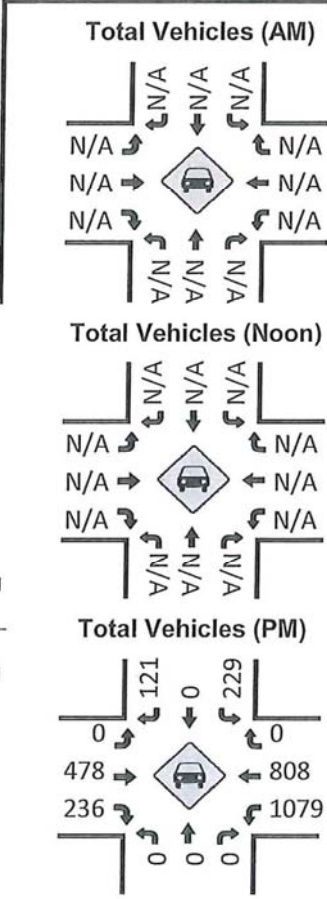 Total Vehicles (AM)
N/A N/A N/A
N/A N/A
N/A N/A
N/A N/A
N/A N/A N/A
Total Vehicles (Noon)
N/A N/A N/A
N/A N/A
N/A N/A
N/A N/A
N/A N/A N/A
Total Vehicles (PM)
121 0 229
0 0
478 808
236 1079
0 0 0